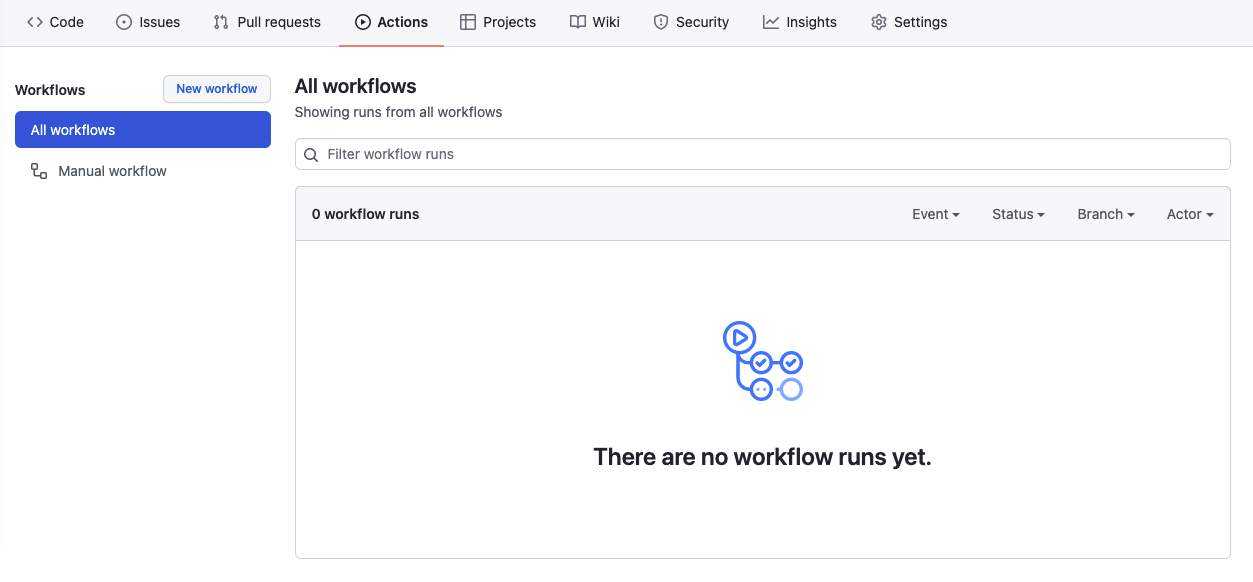 Code Issues Pull requests Actions Projects Wiki Security Insights Settings
Workflows
New workflow
All workflows
Manual workflow
All workflows
Showing runs from all workflows
Filter workflow runs
0 workflow runs Event Status Branch Actor
There are no workflow runs yet.